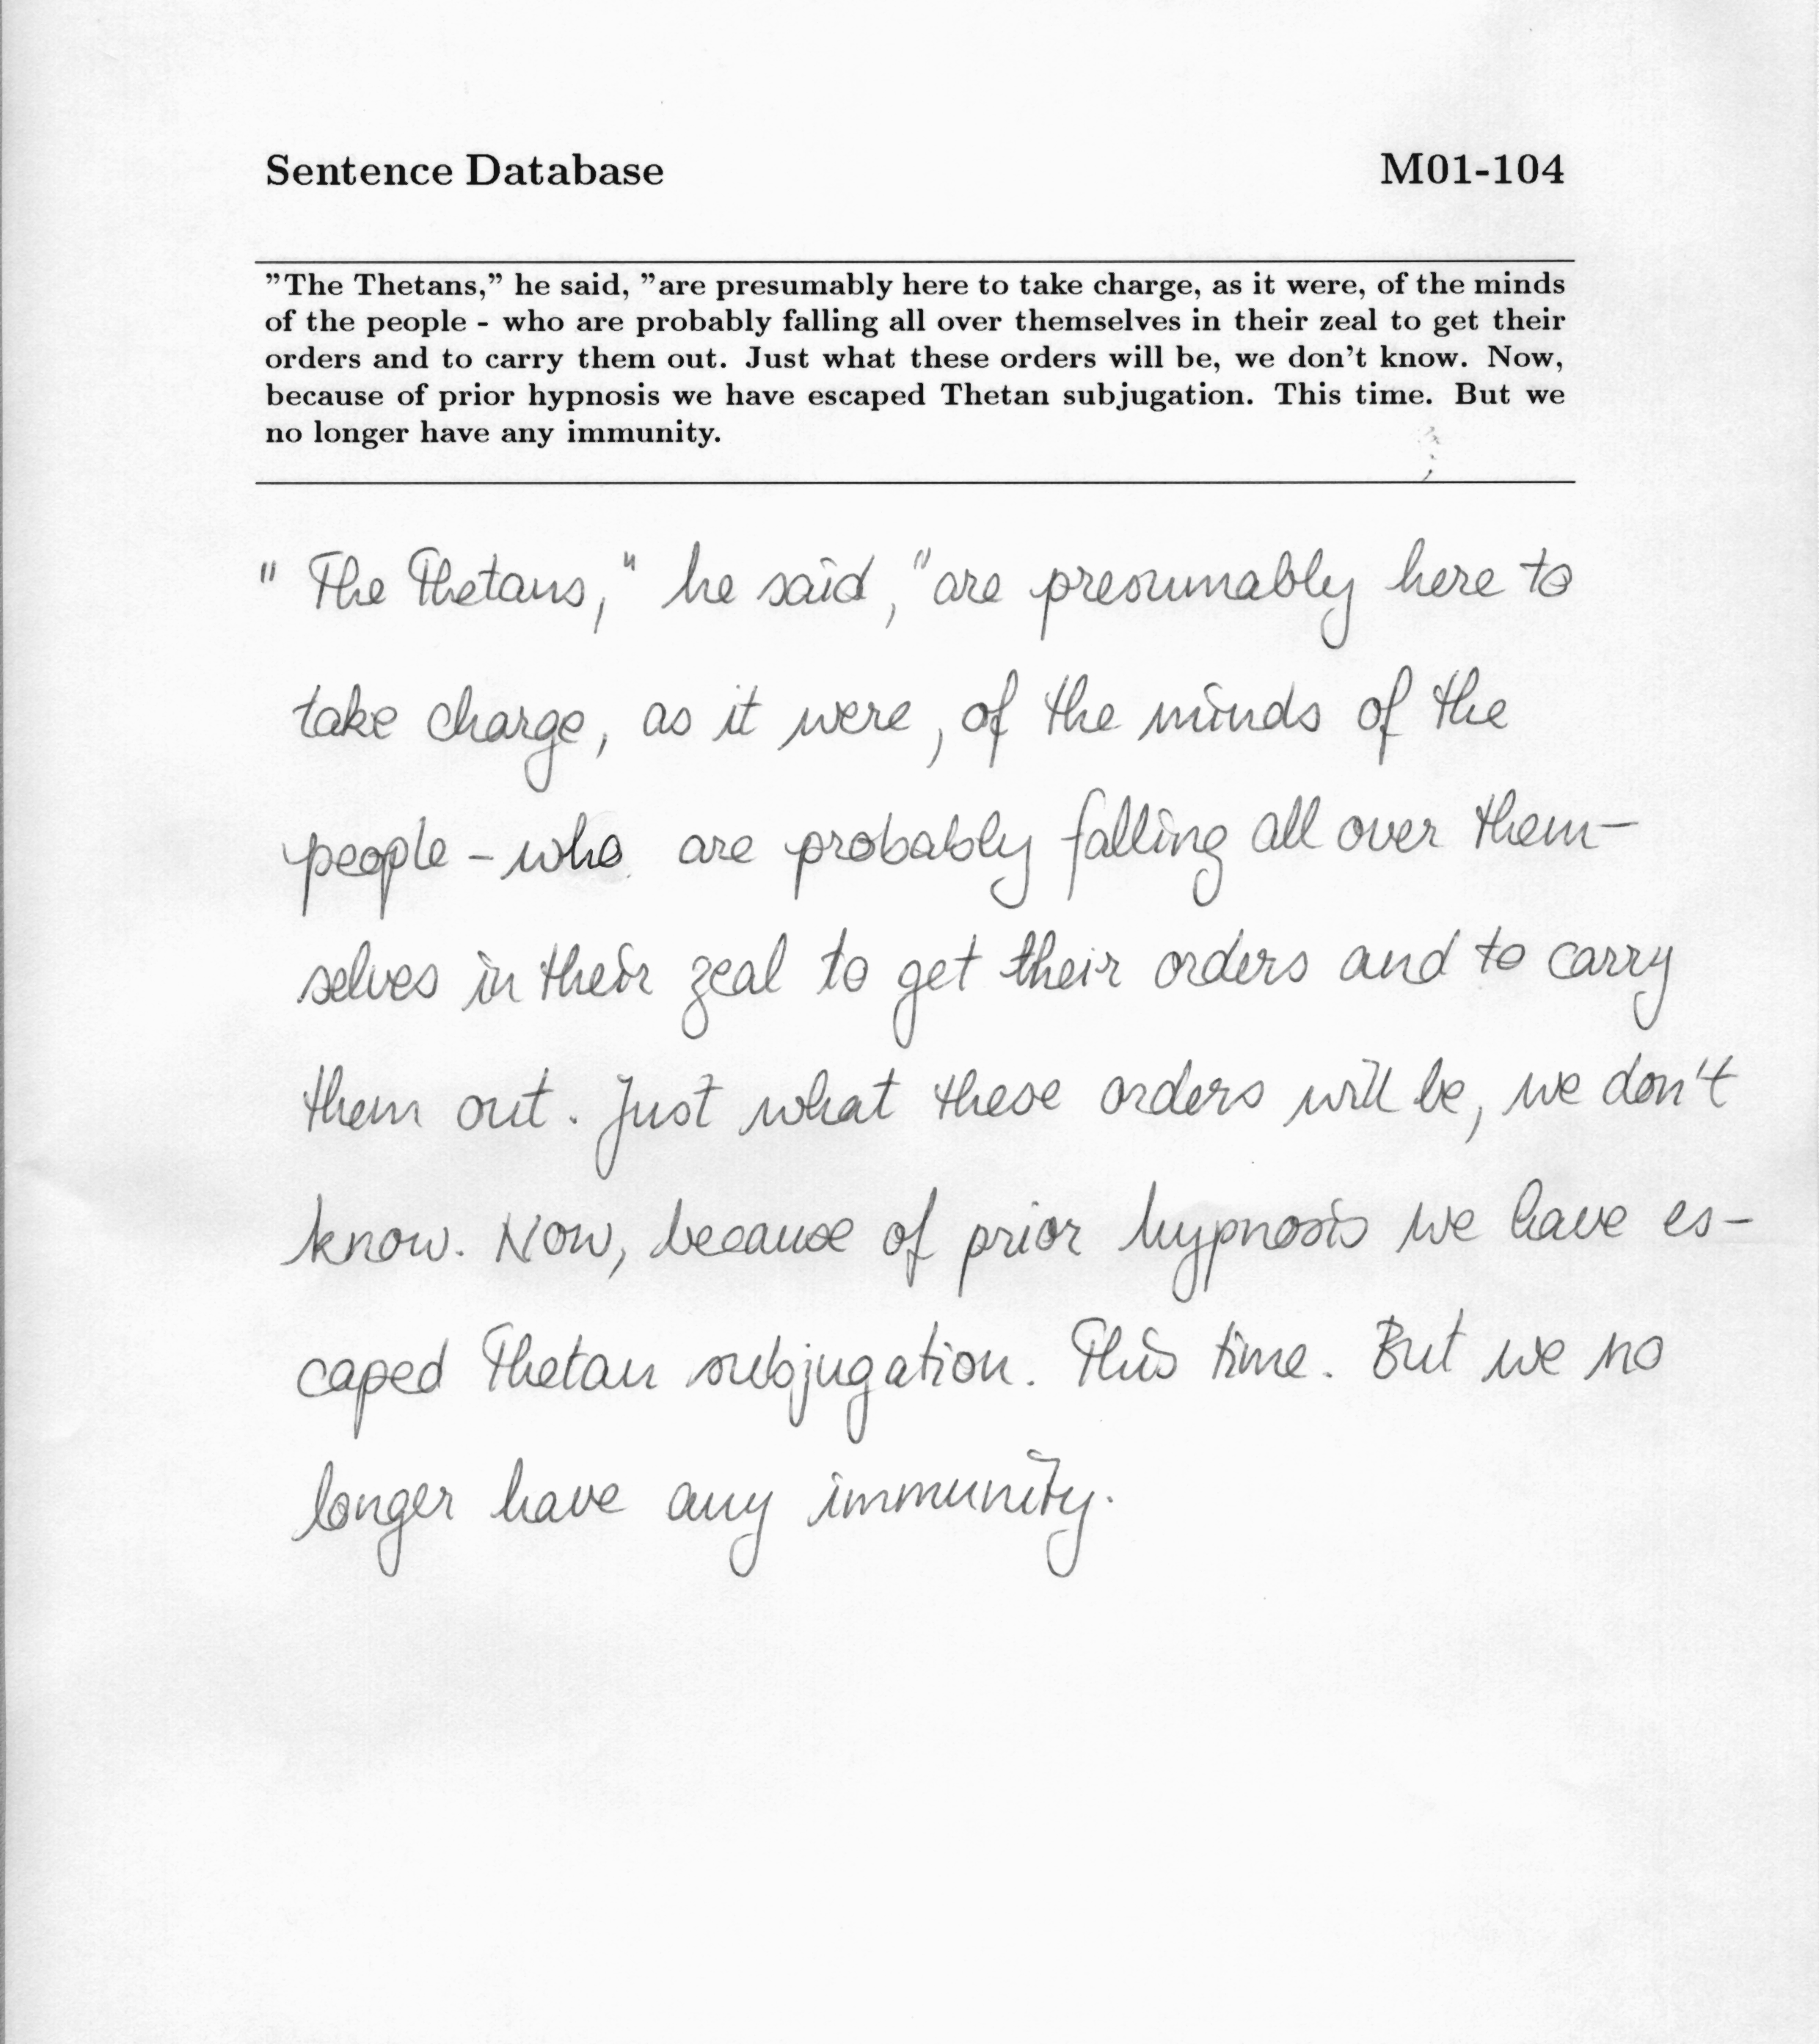 Sentence Database M01-104
"The Thetans," he said, "are presumably here to take charge, as it were, of the minds
of the people - who are probably falling all over themselves in their zeal to get their
orders and to carry them out. Just what these orders will be, we don't know. Now,
because of prior hypnosis we have escaped Thetan subjugation. This time. But we
no longer have any immunity.
" The Thetans," he said, "are presumably here to
take charge, as it were, of the minds of the
people - who are probably falling all over them-
selves in their zeal to get their orders and to carry
them out. Just what these orders will be, we don't
know. Now, because of prior hypnosis we have es-
caped Thetan subjugation. This time. But we no
longer have any immunity.